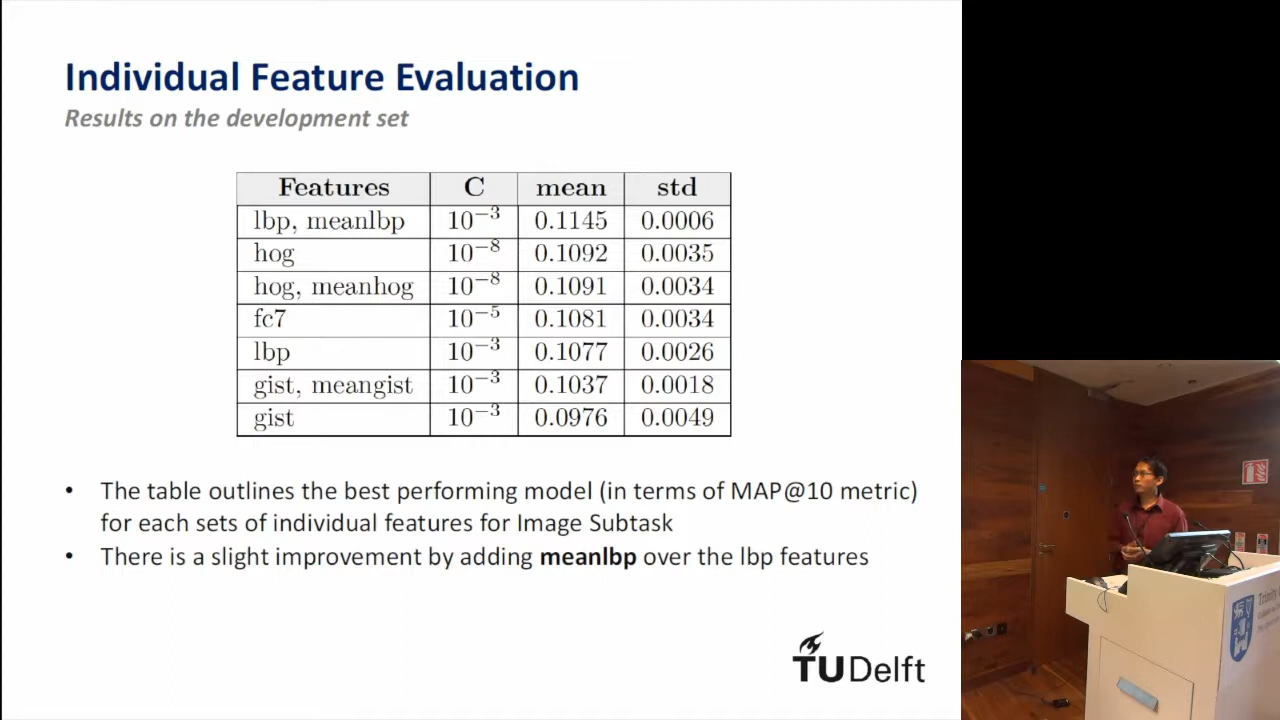 Individual Feature Evaluation
Results on the development set
Features C mean std
lbp, meanlbp 10−3 0.1145 0.0006
hog 10−8 0.1092 0.0035
hog, meanhog 10−8 0.1091 0.0034
fc7 10−5 0.1081 0.0034
lbp 10−3 0.1077 0.0026
gist, meangist 10−3 0.1037 0.0018
gist 10−3 0.0976 0.0049
• The table outlines the best performing model (in terms of MAP@10 metric)
for each sets of individual features for Image Subtask
• There is a slight improvement by adding meanlbp over the lbp features
TUDelft
Trinity